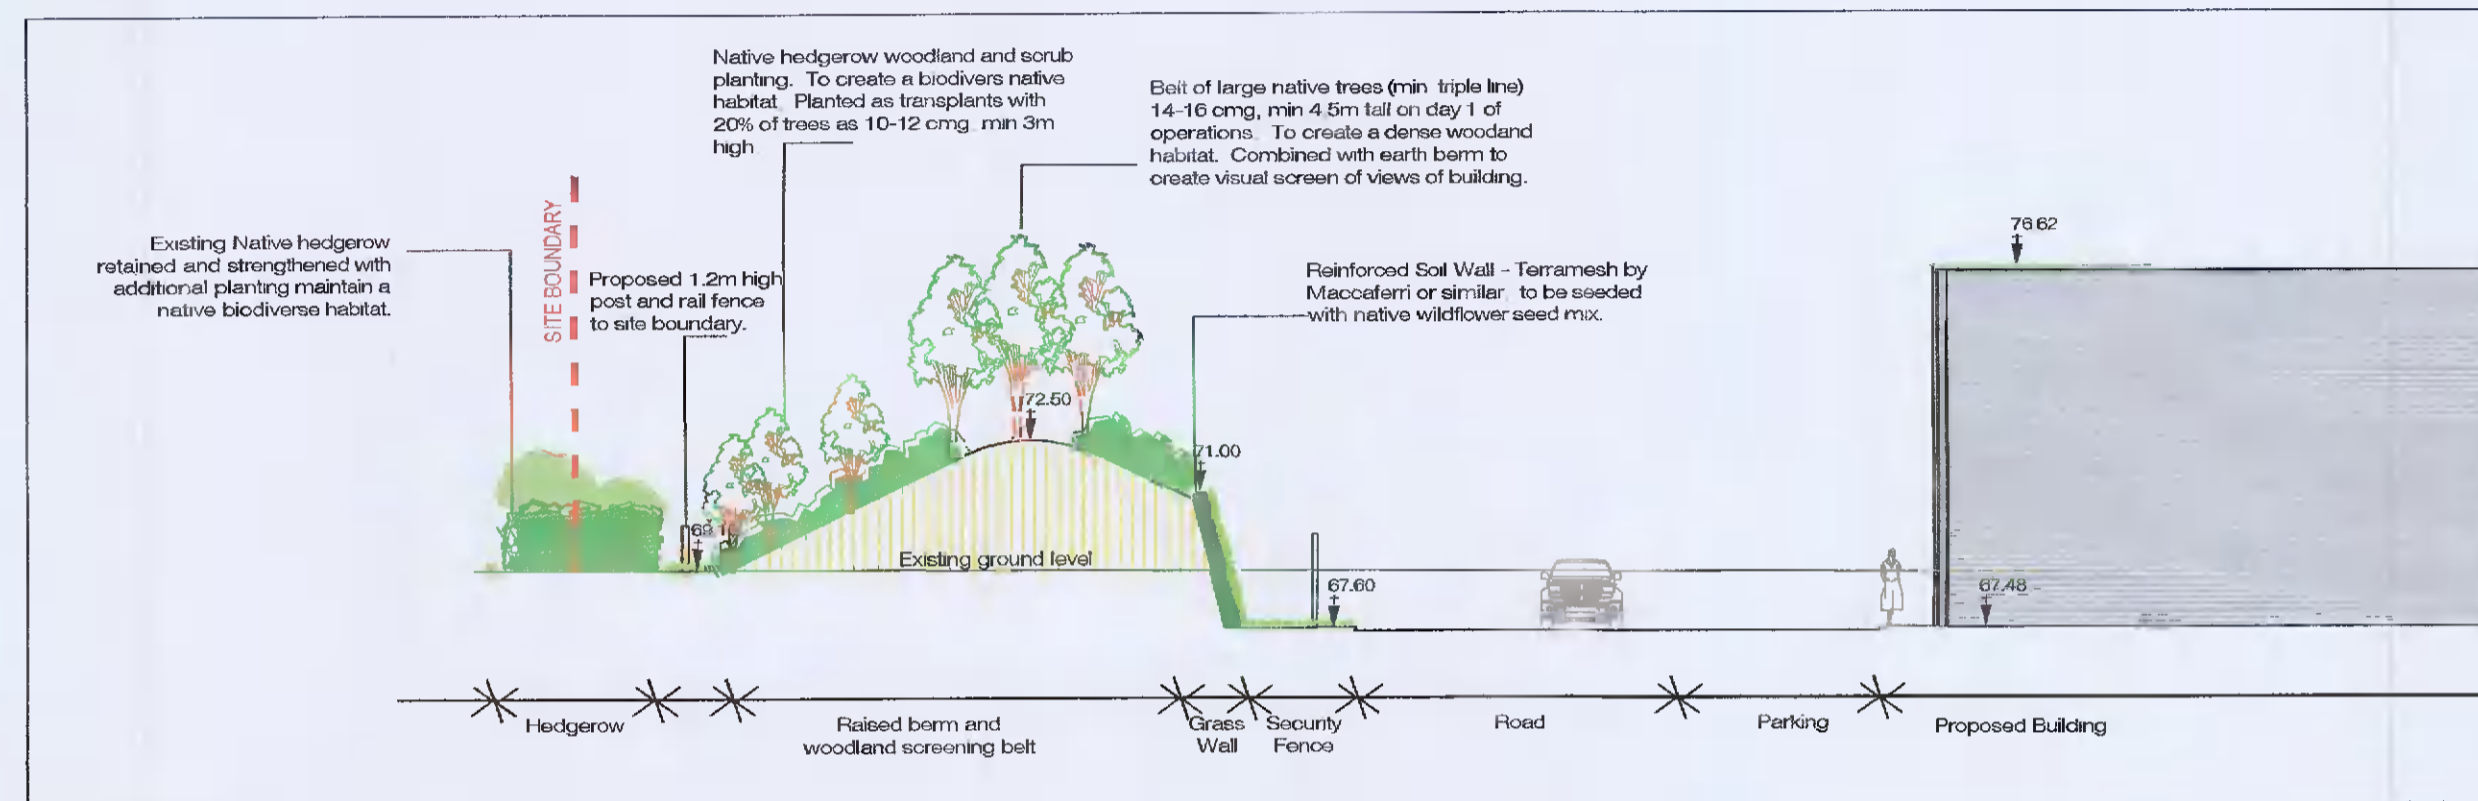 Native hedgerow woodland and scrub
planting. To create a biodivers native
habitat. Planted as transplants with
20% of trees as 10-12 cmg min 3m
high
Belt of large native trees (min triple line)
14-16 cmg, min 4.5m tall on day 1 of
operations. To create a dense woodand
habitat. Combined with earth berm to
create visual screen of views of building.
Existing Native hedgerow
retained and strengthened with
additional planting maintain a
native biodiverse habitat.
SITE BOUNDARY
Proposed 1.2m high
post and rail fence
to site boundary.
Reinforced Soil Wall - Terramesh by
Maccaferri or similar, to be seeded
with native wildflower seed mix.
76.62
72.50
71.00
Existing ground level
67.60
67.48
Hedgerow
Raised berm and
woodland screening belt
Grass
Wall
Security
Fence
Road
Parking
Proposed Building